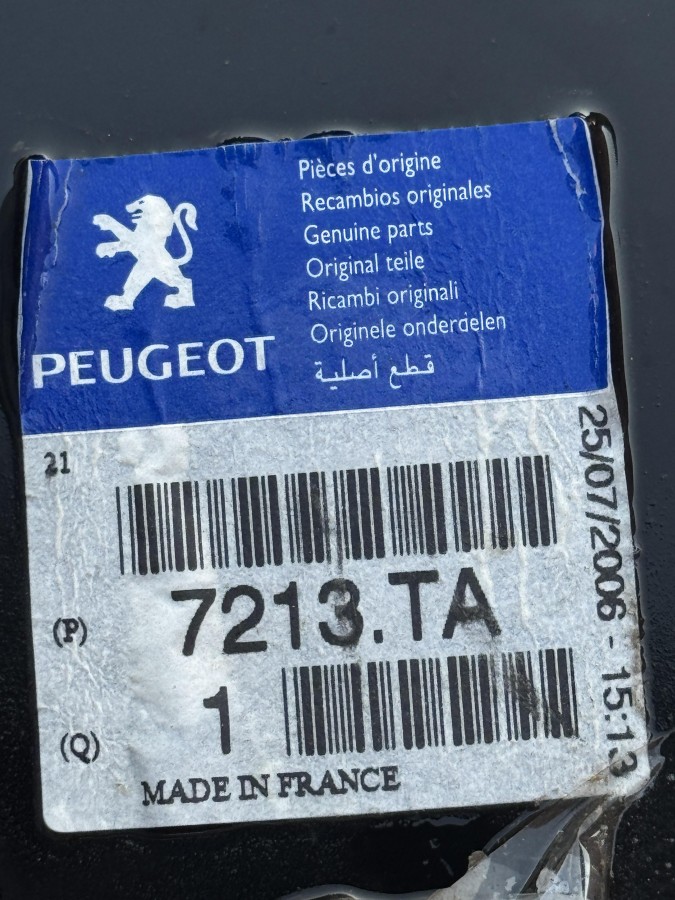 Pièces d'origine
Recambios originales
Genuine parts
Original teile
Ricambi originali
Originele onderdelen
قطع أصلية
PEUGEOT
21
(P) 7213.TA
(Q) 1
MADE IN FRANCE
25/07/2006 - 15:13